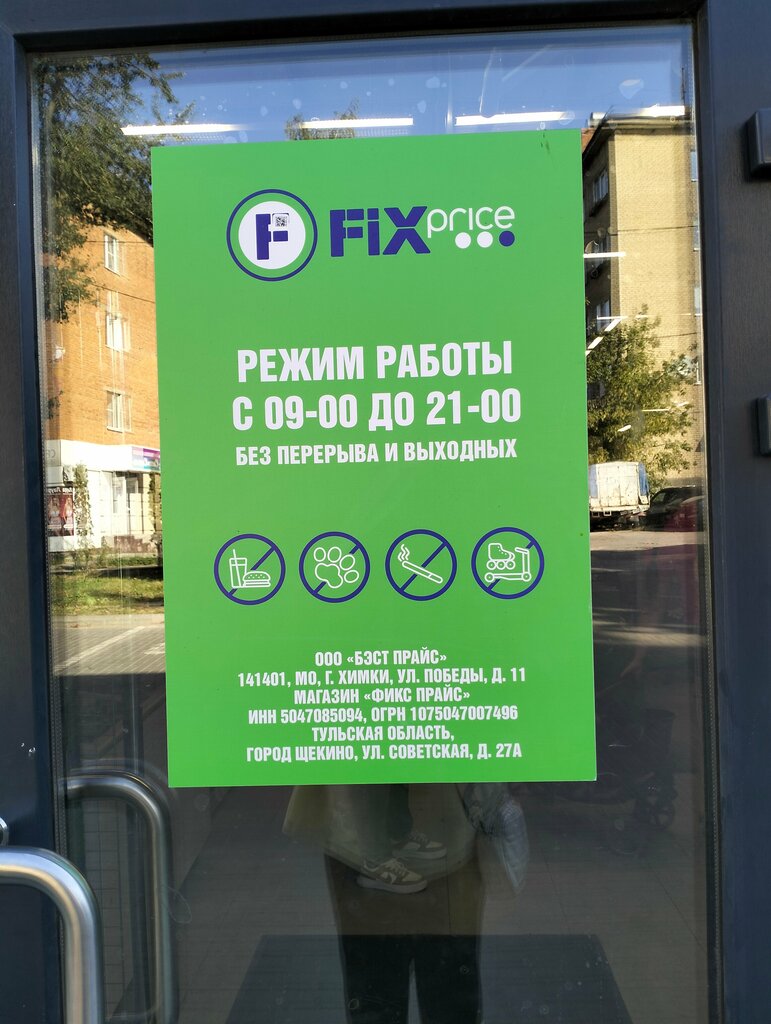 FiX price
РЕЖИМ РАБОТЫ
С 09-00 ДО 21-00
БЕЗ ПЕРЕРЫВА И ВЫХОДНЫХ
ООО «БЭСТ ПРАЙС»
141401, МО, Г. ХИМКИ, УЛ. ПОБЕДЫ, Д. 11
МАГАЗИН «ФИКС ПРАЙС»
ИНН 5047085094, ОГРН 1075047007496
ТУЛЬСКАЯ ОБЛАСТЬ,
ГОРОД ЩЕКИНО, УЛ. СОВЕТСКАЯ, Д. 27А